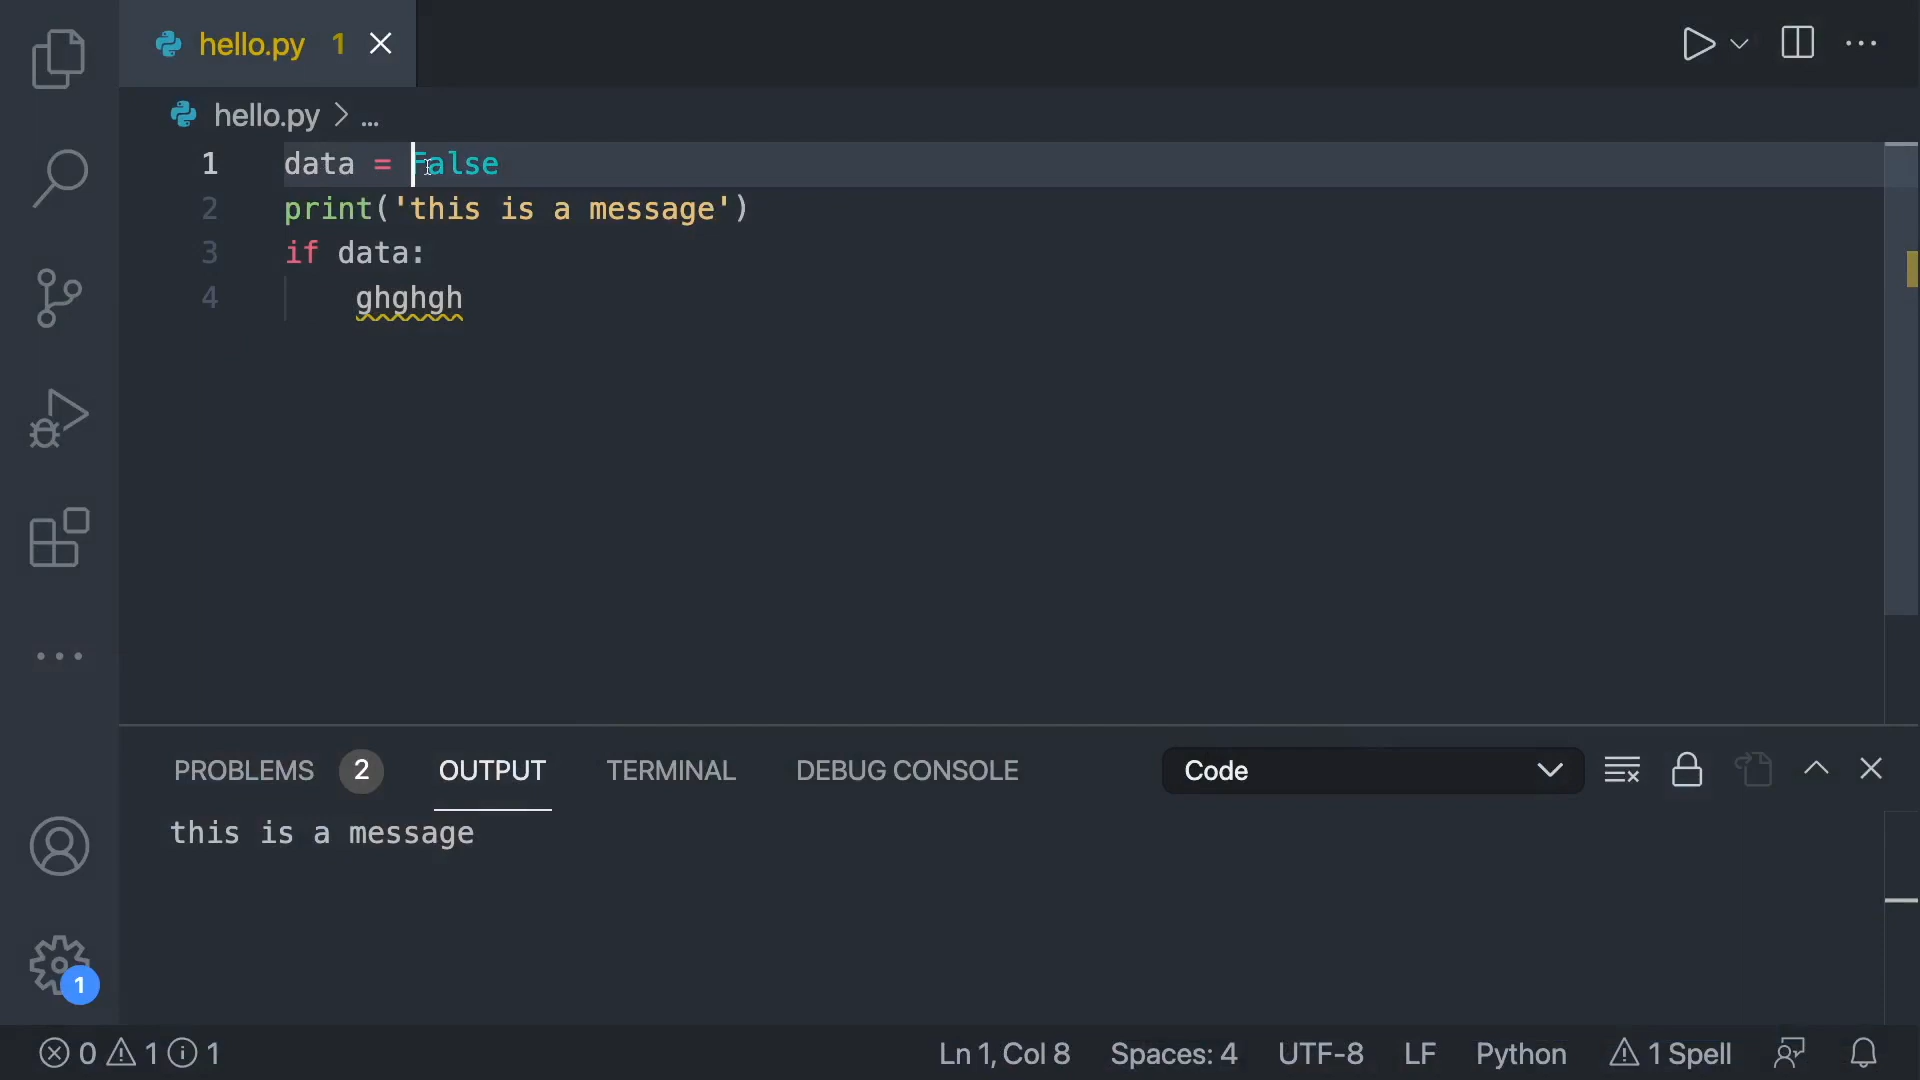 hello.py 1
hello.py > ...
1 data = False
2 print('this is a message')
3 if data:
4 ghghgh
PROBLEMS 2 OUTPUT TERMINAL DEBUG CONSOLE Code
this is a message
1
0 1 1 Ln 1, Col 8 Spaces: 4 UTF-8 LF Python 1 Spell